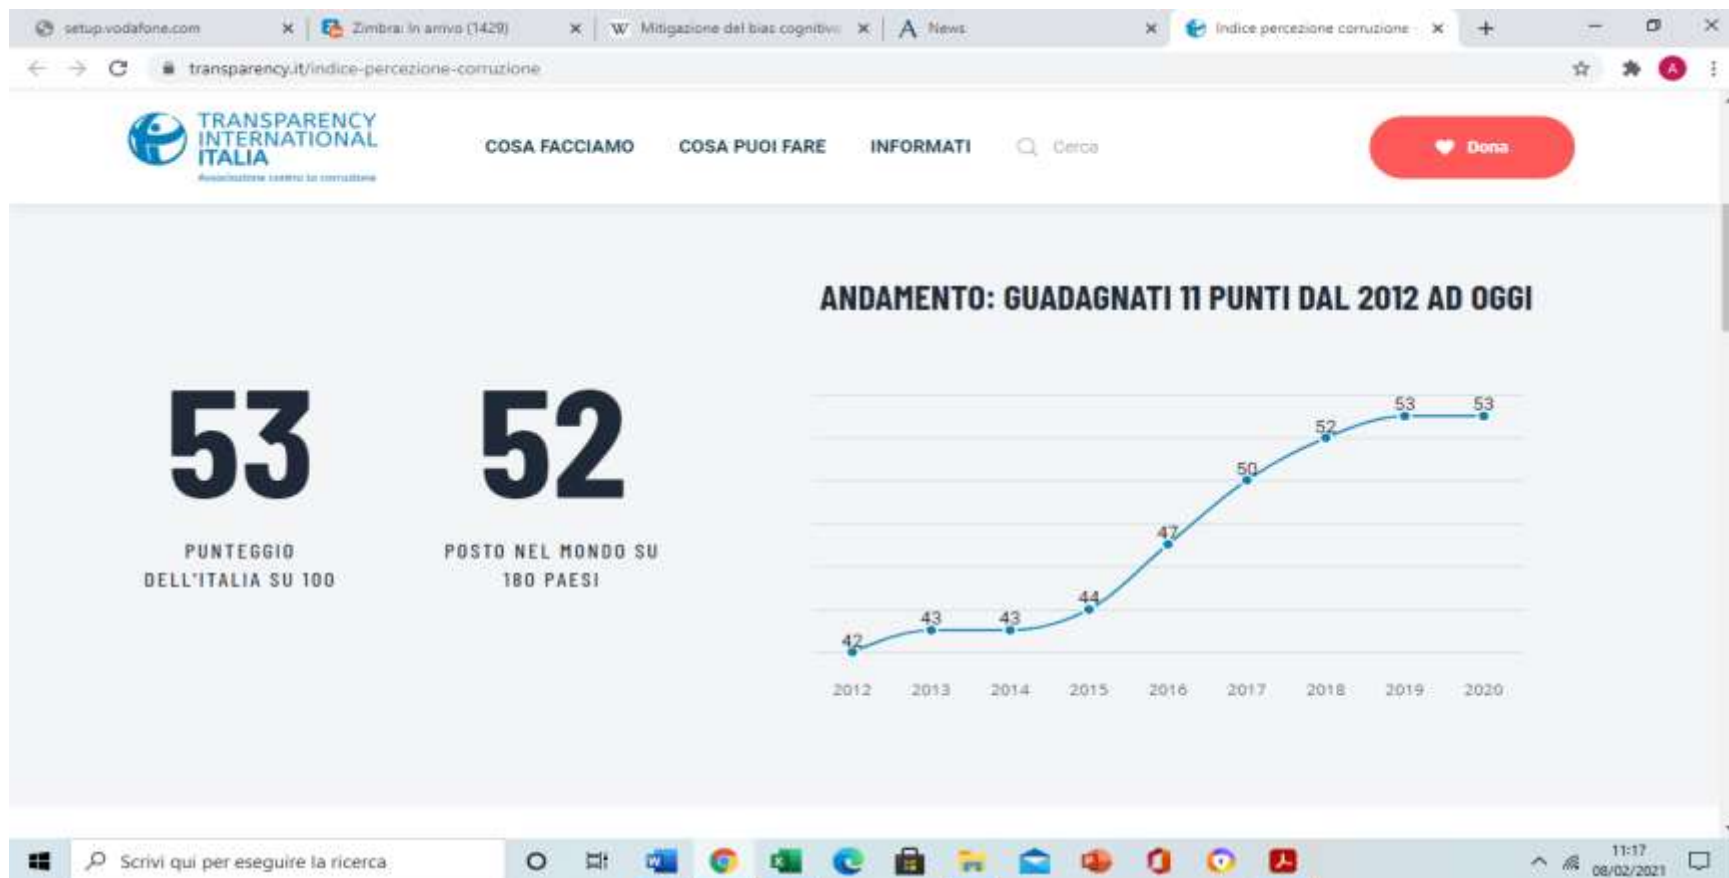 setup.vodafone.com
Zimbra: In arrivo (1429)
Mitigazione del bias cognitivo
News
Indice percezione corruzione -
transparency.it/indice-percezione-corruzione
A
TRANSPARENCY
INTERNATIONAL
ITALIA
Associazione contro la corruzione
COSA FACCIAMO
COSA PUOI FARE
INFORMATI
Cerca
Dona
ANDAMENTO: GUADAGNATI 11 PUNTI DAL 2012 AD OGGI
53
PUNTEGGIO
DELL'ITALIA SU 100
52
POSTO NEL MONDO SU
180 PAESI
42
43
43
44
47
50
52
53
53
2012 2013 2014 2015 2016 2017 2018 2019 2020
Scrivi qui per eseguire la ricerca
11:17
08/02/2021